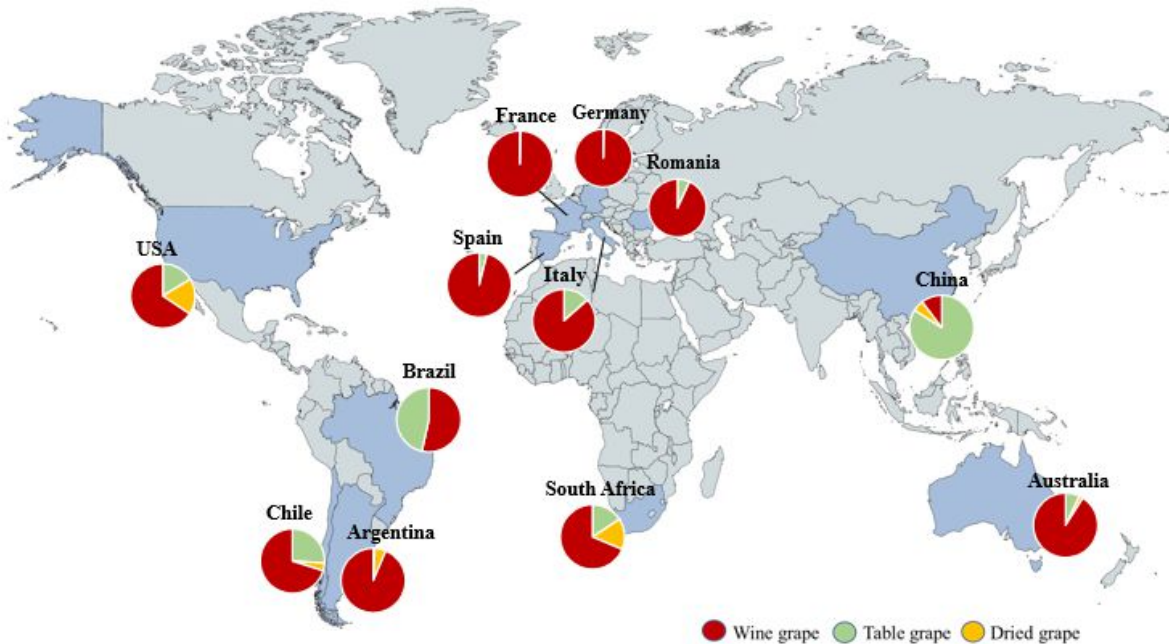 France
Germany
Romania
Spain
USA
Italy
China
Brazil
South Africa
Australia
Chile
Argentina
Wine grape Table grape Dried grape